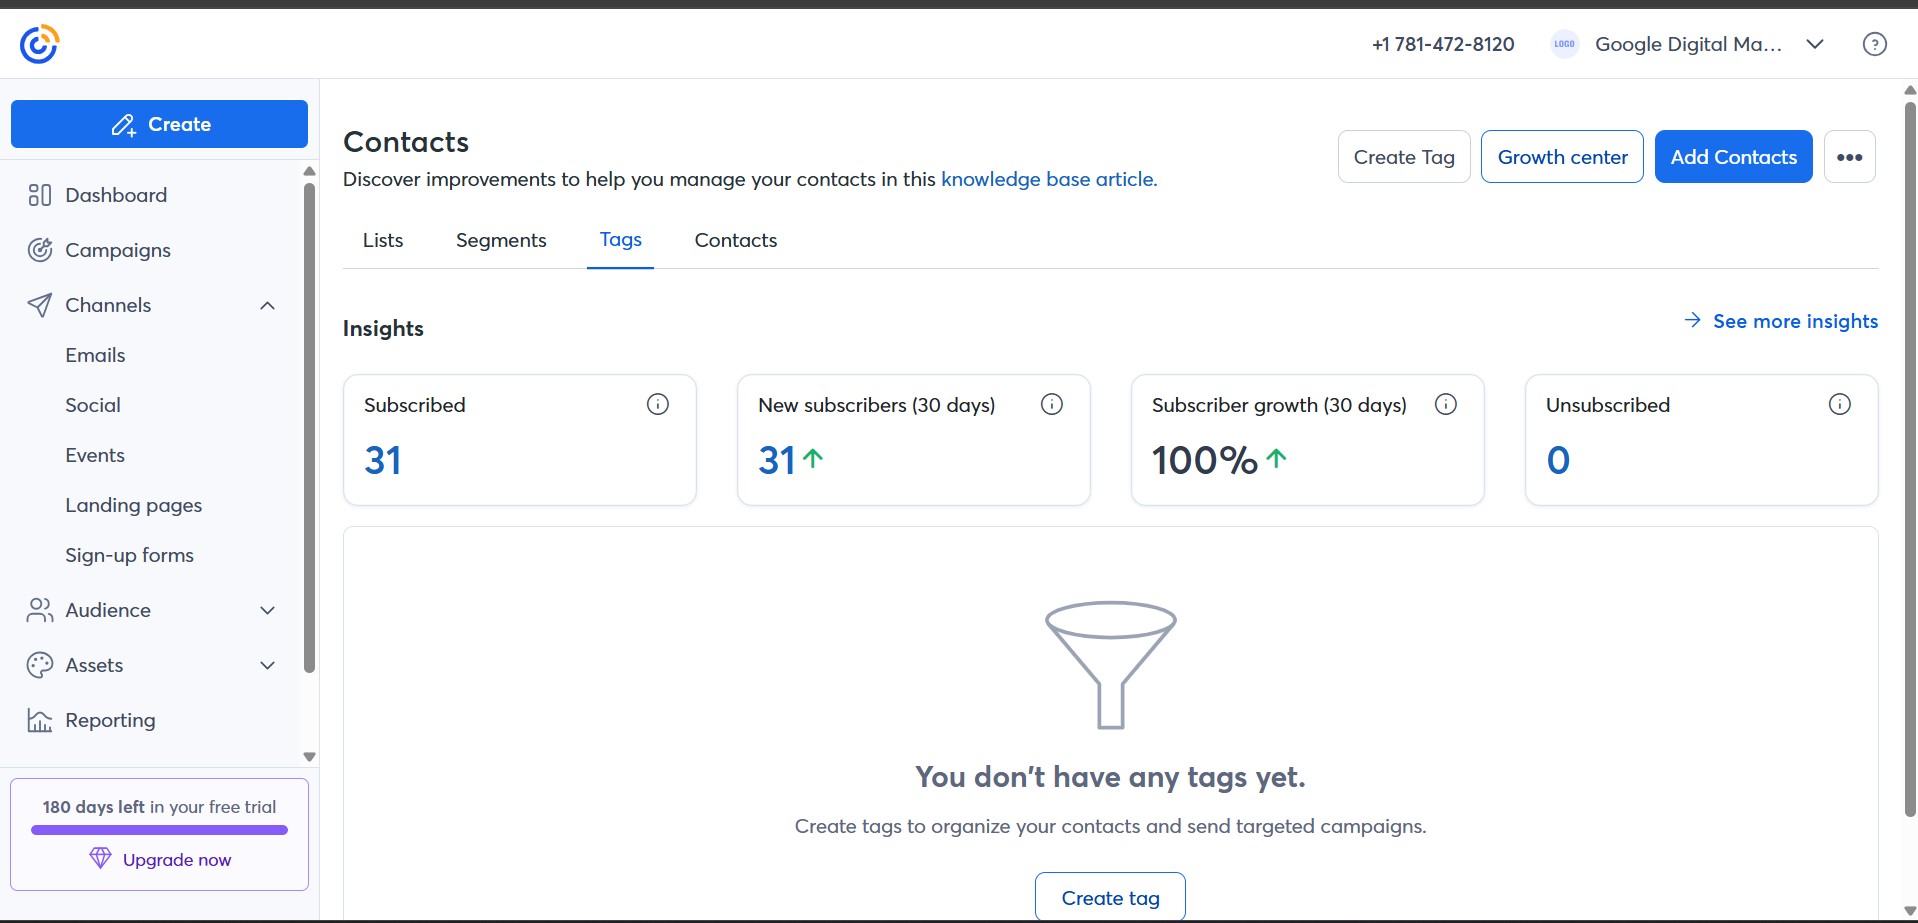 +1 781-472-8120
LOGO
Google Digital Ma...
Create
Dashboard
Campaigns
Channels
Emails
Social
Events
Landing pages
Sign-up forms
Audience
Assets
Reporting
180 days left in your free trial
Upgrade now
Contacts
Discover improvements to help you manage your contacts in this knowledge base article.
Create Tag
Growth center
Add Contacts
Lists
Segments
Tags
Contacts
Insights
See more insights
Subscribed
31
New subscribers (30 days)
31
Subscriber growth (30 days)
100%
Unsubscribed
0
You don't have any tags yet.
Create tags to organize your contacts and send targeted campaigns.
Create tag